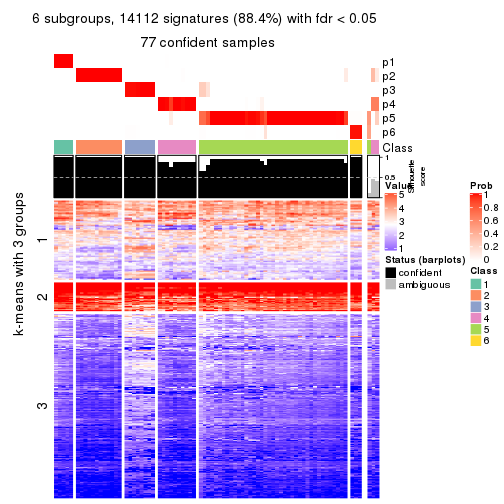 6 subgroups, 14112 signatures (88.4%) with fdr < 0.05
77 confident samples
p1
p2
p3
p4
p5
p6
Class
1
0.5
0
Silhouette
score
k-means with 3 groups
1
2
3
Value
5
4
3
2
1
Status (barplots)
confident
ambiguous
Prob
1
0.8
0.6
0.4
0.2
0
Class
1
2
3
4
5
6